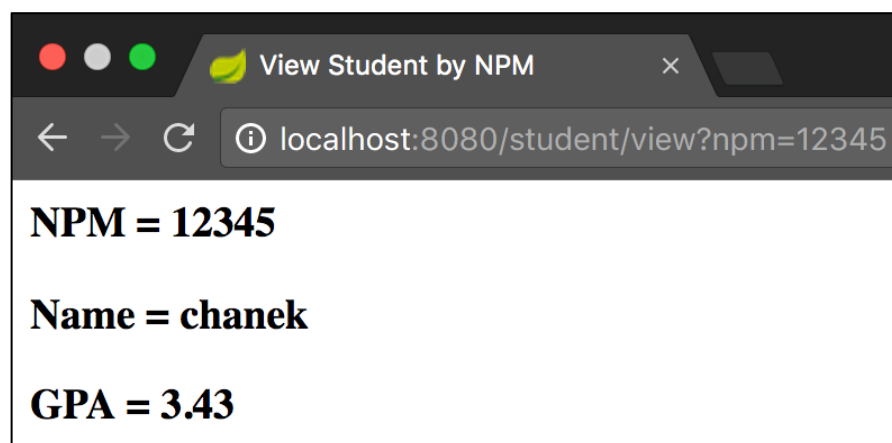 View Student by NPM
localhost:8080/student/view?npm=12345
NPM = 12345
Name = chanek
GPA = 3.43